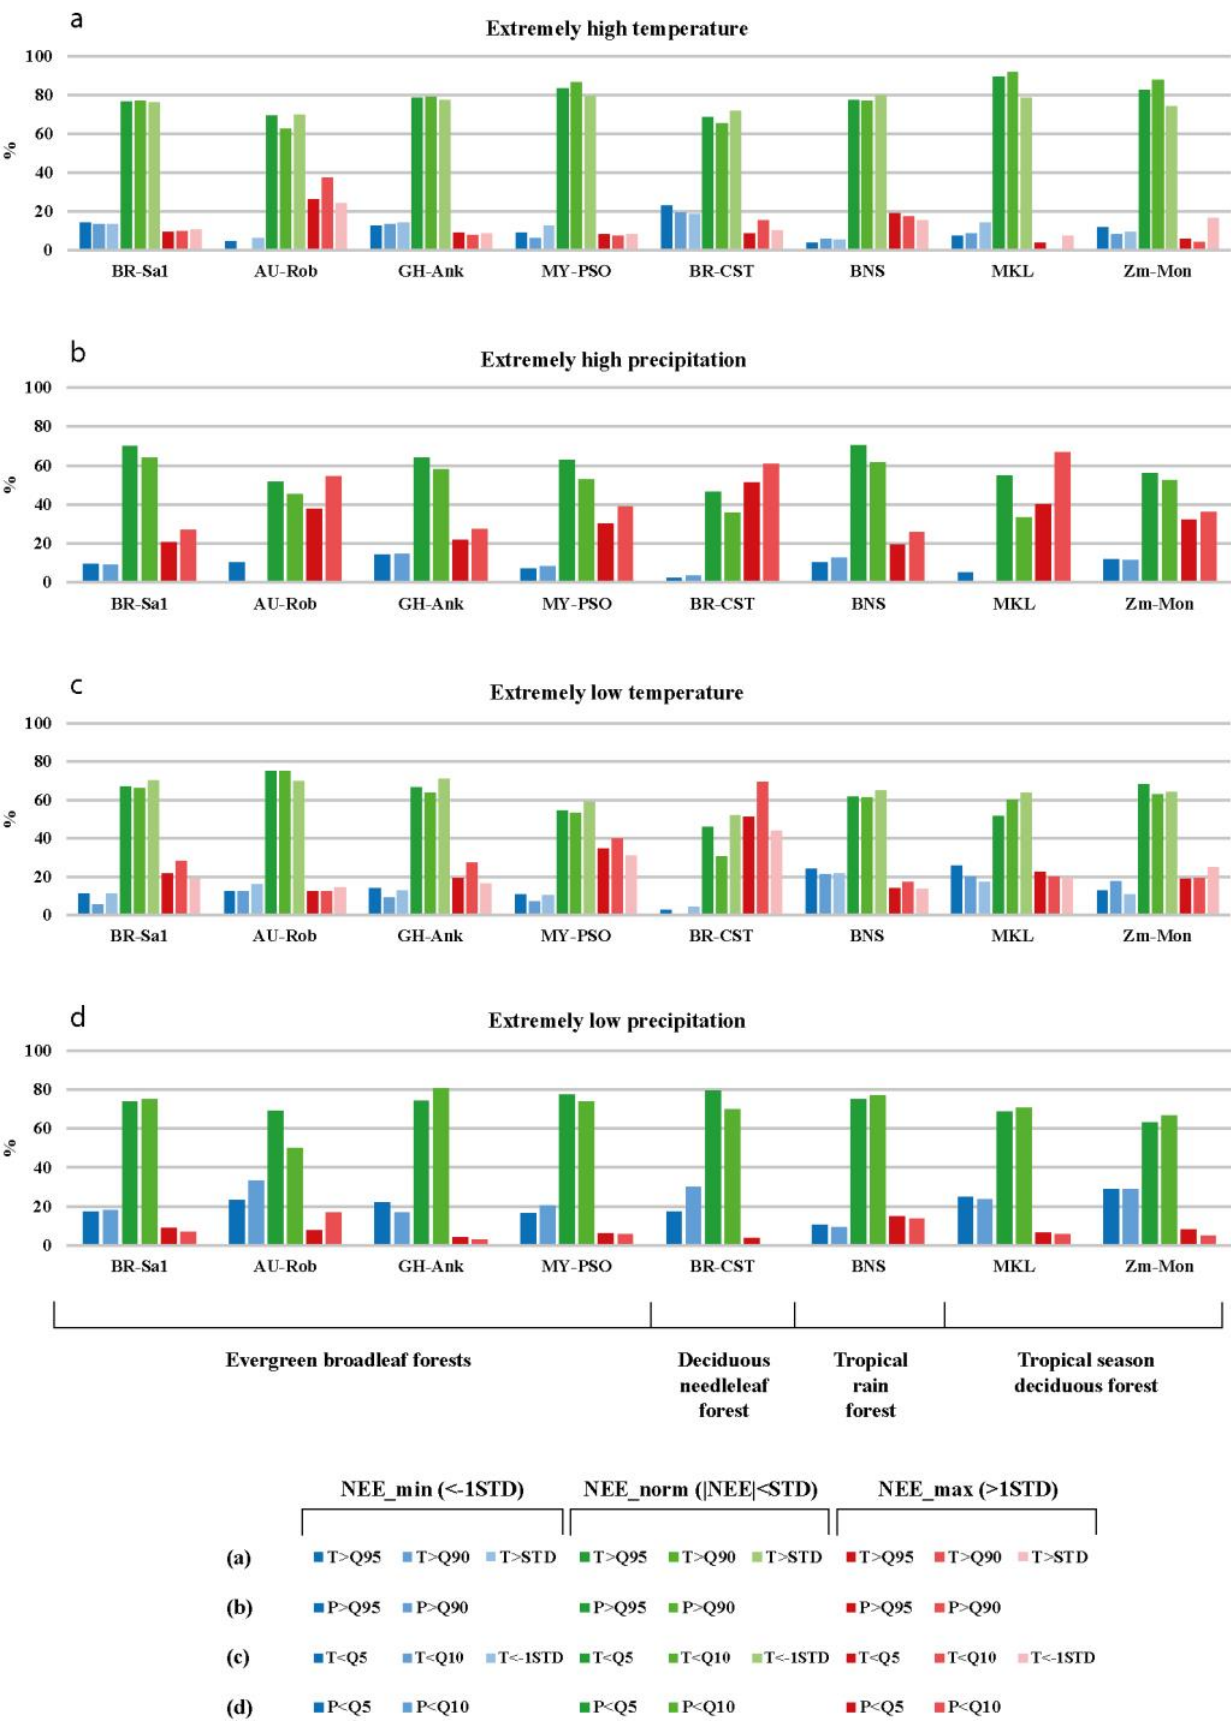 a
Extremely high temperature
100
80
60
40
20
0
%
BR-Sa1 AU-Rob GH-Ank MY-PSO BR-CST BNS MKL Zm-Mon
b
Extremely high precipitation
100
80
60
40
20
0
%
BR-Sa1 AU-Rob GH-Ank MY-PSO BR-CST BNS MKL Zm-Mon
c
Extremely low temperature
100
80
60
40
20
0
%
BR-Sa1 AU-Rob GH-Ank MY-PSO BR-CST BNS MKL Zm-Mon
d
Extremely low precipitation
100
80
60
40
20
0
%
BR-Sa1 AU-Rob GH-Ank MY-PSO BR-CST BNS MKL Zm-Mon
Evergreen broadleaf forests
Deciduous
needleleaf
forest
Tropical
rain
forest
Tropical season
deciduous forest
NEE_min (<-1STD) NEE_norm (|NEE|<STD) NEE_max (>1STD)
(a) T>Q95 T>Q90 T>STD T>Q95 T>Q90 T>STD T>Q95 T>Q90 T>STD
(b) P>Q95 P>Q90 P>Q95 P>Q90 P>Q95 P>Q90
(c) T<Q5 T<Q10 T<-1STD T<Q5 T<Q10 T<-1STD T<Q5 T<Q10 T<-1STD
(d) P<Q5 P<Q10 P<Q5 P<Q10 P<Q5 P<Q10